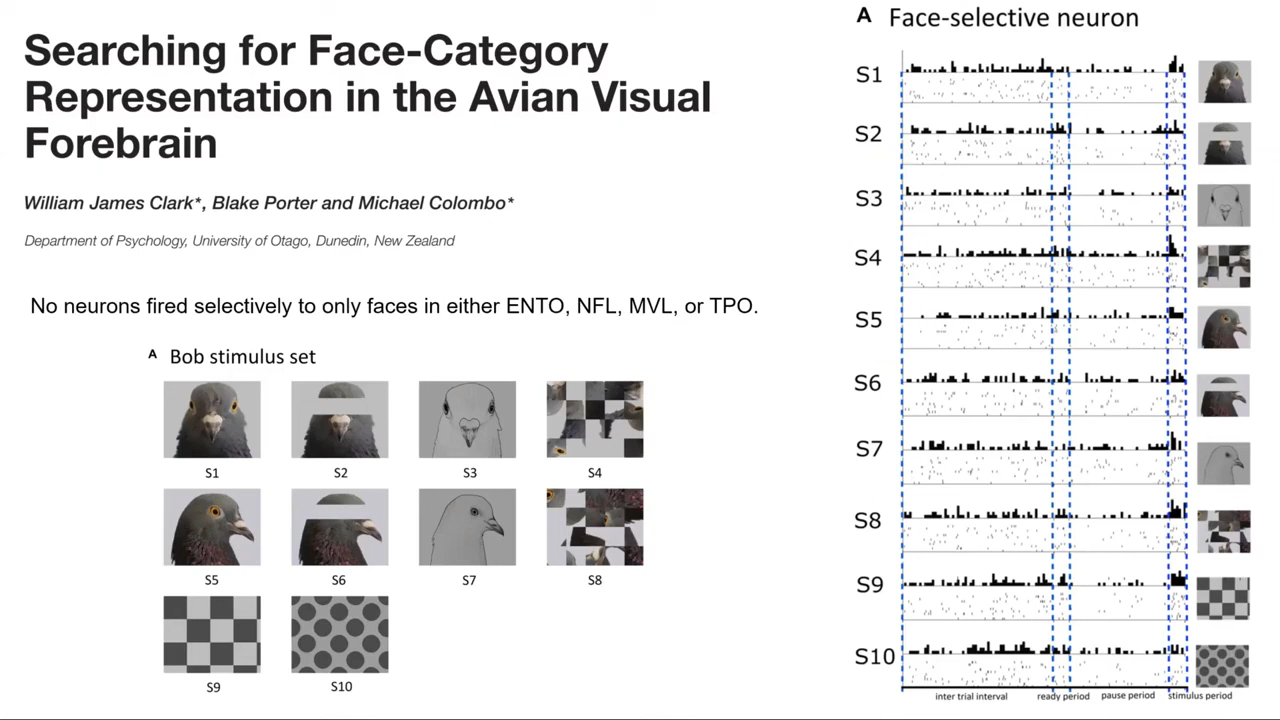 Searching for Face-Category
Representation in the Avian Visual
Forebrain
William James Clark*, Blake Porter and Michael Colombo*
Department of Psychology, University of Otago, Dunedin, New Zealand
No neurons fired selectively to only faces in either ENTO, NFL, MVL, or TPO.
A Bob stimulus set
S1 S2 S3 S4
S5 S6 S7 S8
S9 S10
A Face-selective neuron
S1
S2
S3
S4
S5
S6
S7
S8
S9
S10
inter trial interval ready period pause period stimulus period